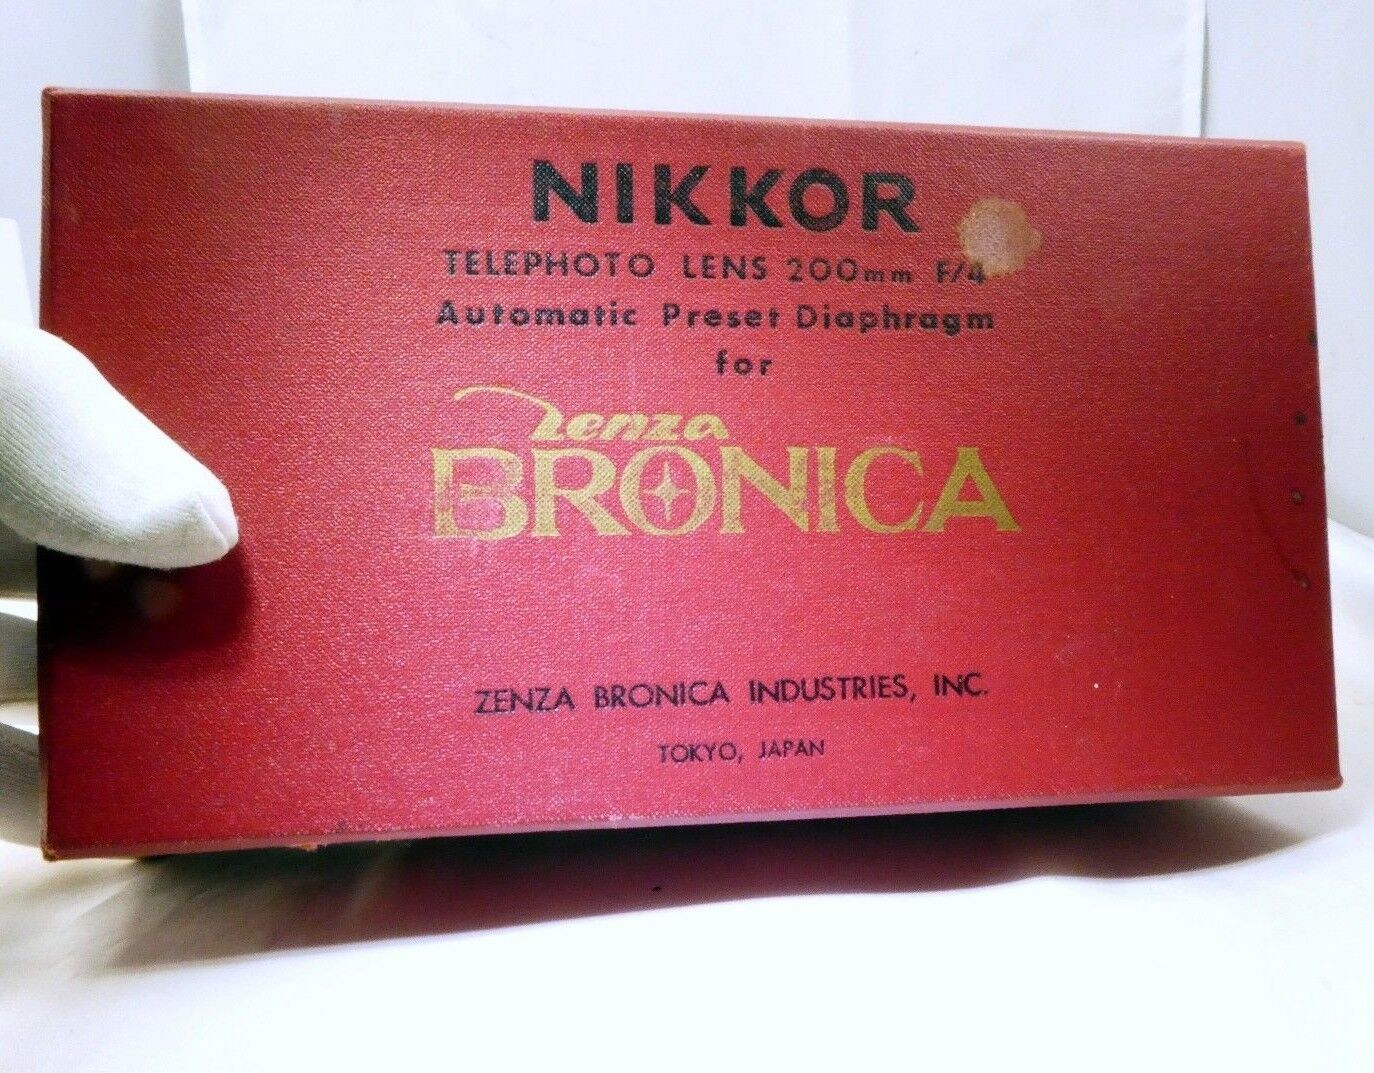 NIKKOR
TELEPHOTO LENS 200mm F/4
Automatic Preset Diaphragm
for
Zenza
BRONICA
ZENZA BRONICA INDUSTRIES, INC.
TOKYO, JAPAN